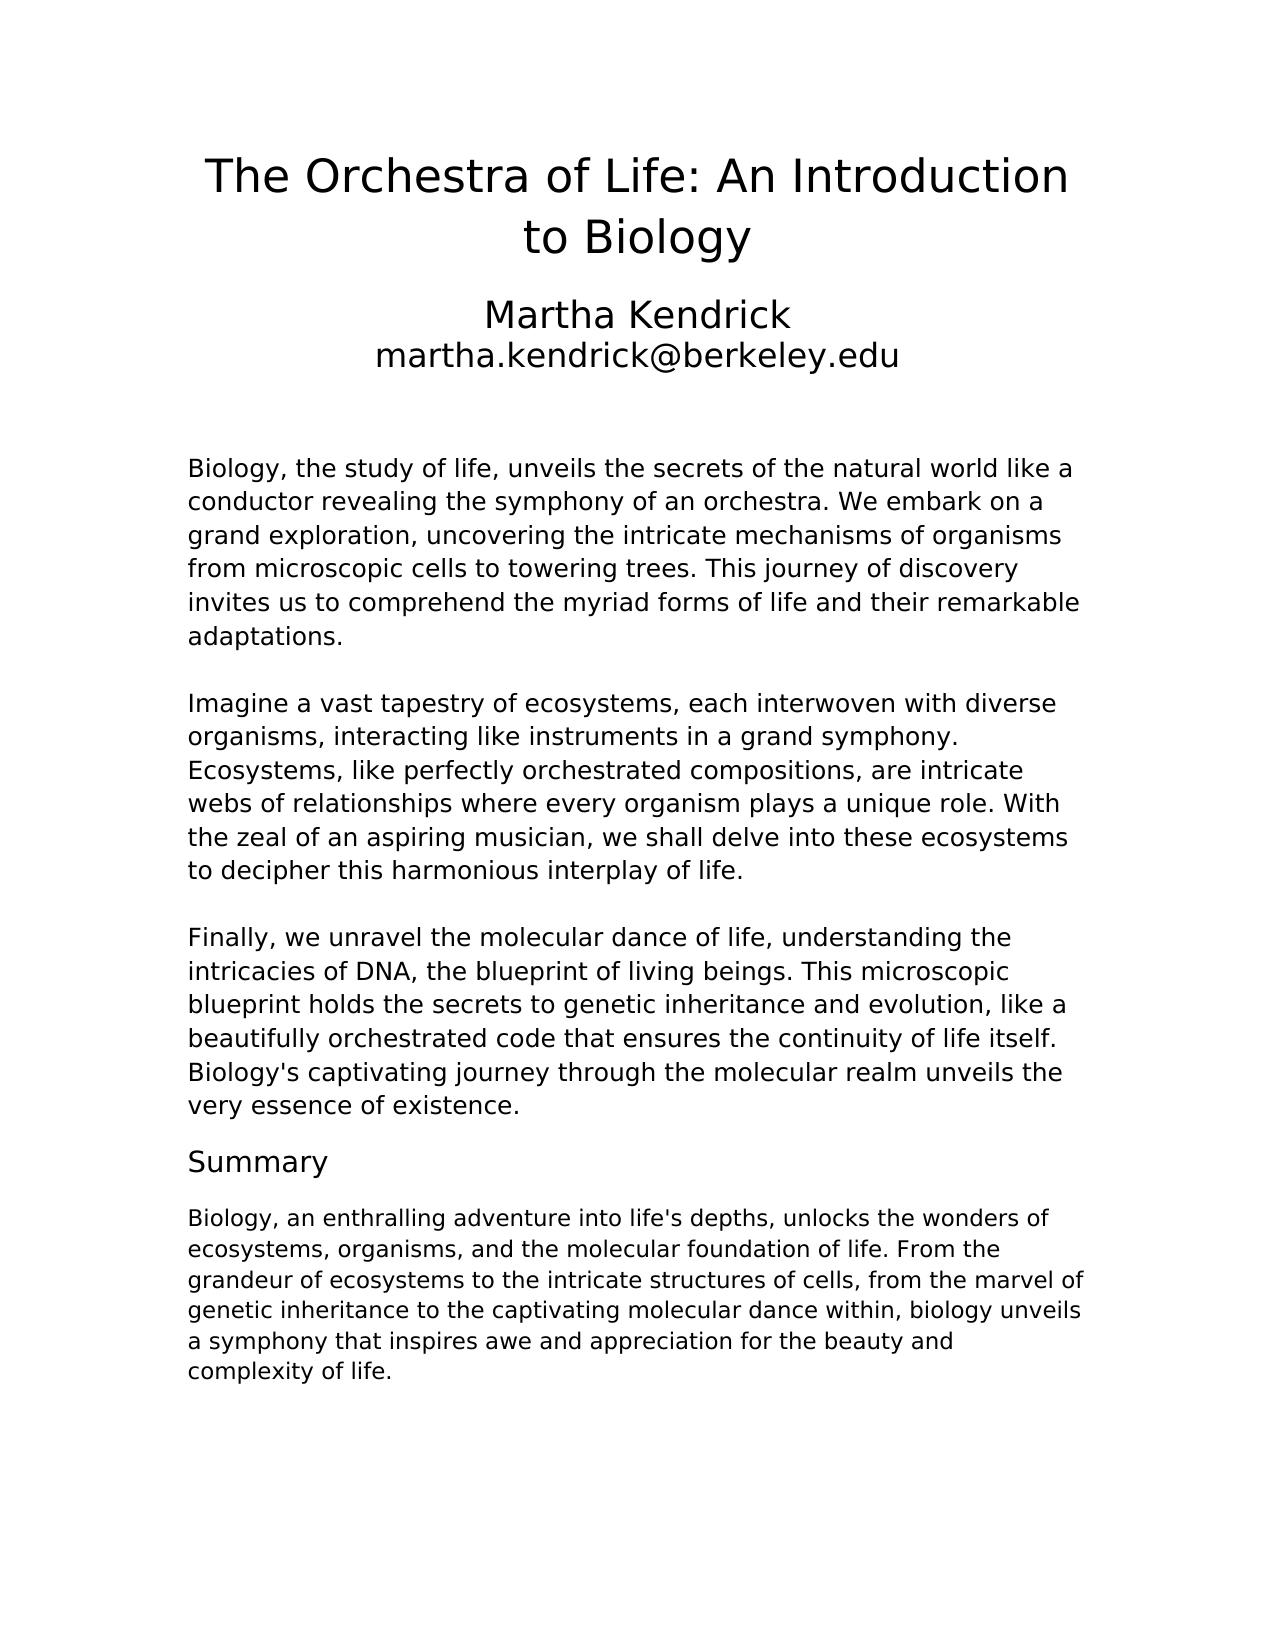 The Orchestra of Life: An Introduction
to Biology
Martha Kendrick
martha.kendrick@berkeley.edu
Biology, the study of life, unveils the secrets of the natural world like a
conductor revealing the symphony of an orchestra. We embark on a
grand exploration, uncovering the intricate mechanisms of organisms
from microscopic cells to towering trees. This journey of discovery
invites us to comprehend the myriad forms of life and their remarkable
adaptations.
Imagine a vast tapestry of ecosystems, each interwoven with diverse
organisms, interacting like instruments in a grand symphony.
Ecosystems, like perfectly orchestrated compositions, are intricate
webs of relationships where every organism plays a unique role. With
the zeal of an aspiring musician, we shall delve into these ecosystems
to decipher this harmonious interplay of life.
Finally, we unravel the molecular dance of life, understanding the
intricacies of DNA, the blueprint of living beings. This microscopic
blueprint holds the secrets to genetic inheritance and evolution, like a
beautifully orchestrated code that ensures the continuity of life itself.
Biology's captivating journey through the molecular realm unveils the
very essence of existence.
Summary
Biology, an enthralling adventure into life's depths, unlocks the wonders of
ecosystems, organisms, and the molecular foundation of life. From the
grandeur of ecosystems to the intricate structures of cells, from the marvel of
genetic inheritance to the captivating molecular dance within, biology unveils
a symphony that inspires awe and appreciation for the beauty and
complexity of life.